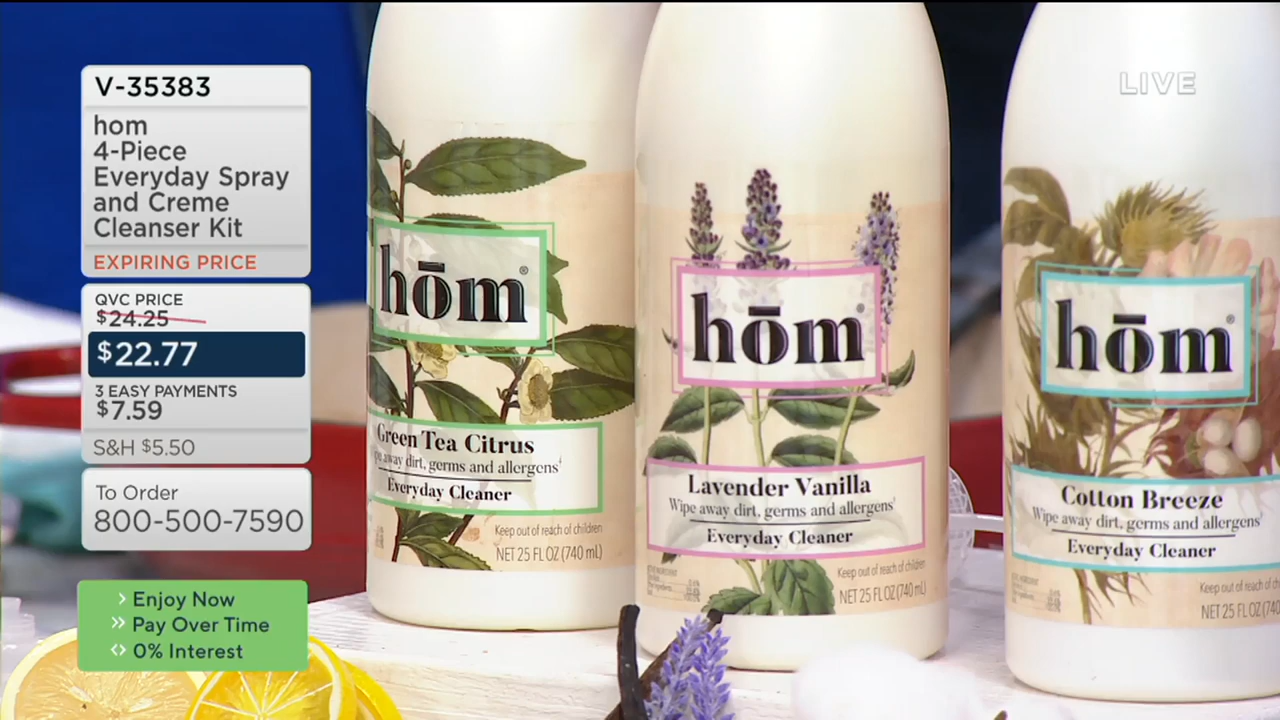 V-35383
hom
4-Piece
Everyday Spray
and Creme
Cleanser Kit
EXPIRING PRICE
QVC PRICE
$24.25
$22.77
3 EASY PAYMENTS
$7.59
S&H $5.50
To Order
800-500-7590
> Enjoy Now
>> Pay Over Time
<> 0% Interest
LIVE
hōm®
Green Tea Citrus
wipe away dirt, germs and allergens
Everyday Cleaner
Keep out of reach of children
NET 25 FL OZ (740 mL)
hōm®
Lavender Vanilla
Wipe away dirt, germs and allergens
Everyday Cleaner
Keep out of reach of children
NET 25 FL OZ (740 mL)
hōm®
Cotton Breeze
Wipe away dirt, germs and allergens
Everyday Cleaner
Keep out of reach of ch
NET 25 FL OZ (740